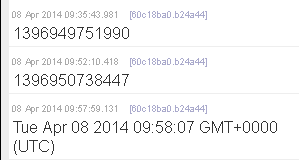 08 Apr 2014 09:35:43.981 [60c18ba0.b24a44]
1396949751990
08 Apr 2014 09:52:10.418 [60c18ba0.b24a44]
1396950738447
08 Apr 2014 09:57:59.131 [60c18ba0.b24a44]
Tue Apr 08 2014 09:58:07 GMT+0000
(UTC)